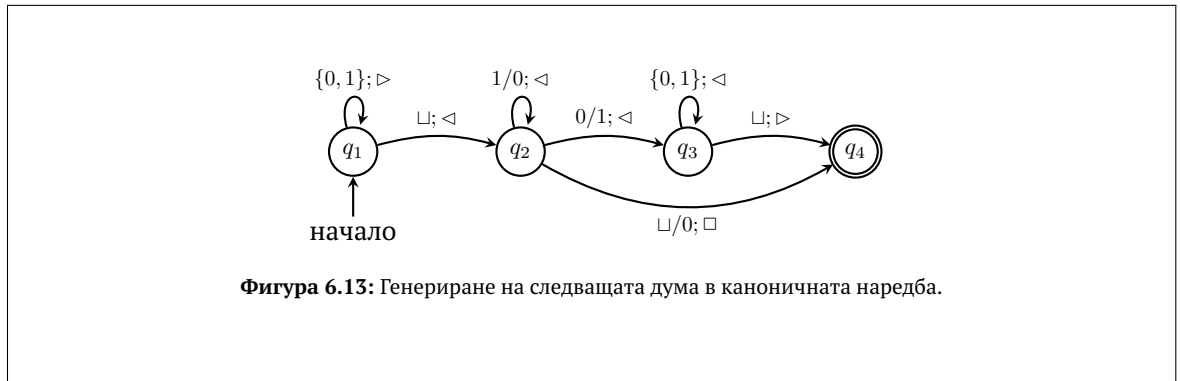 {0, 1}; ▷
1/0; ◁
{0, 1}; ◁
⊔; ◁
0/1; ◁
⊔; ▷
q₁
q₂
q₃
q₄
⊔/0; □
начало
Фигура 6.13: Генериране на следващата дума в каноничната наредба.